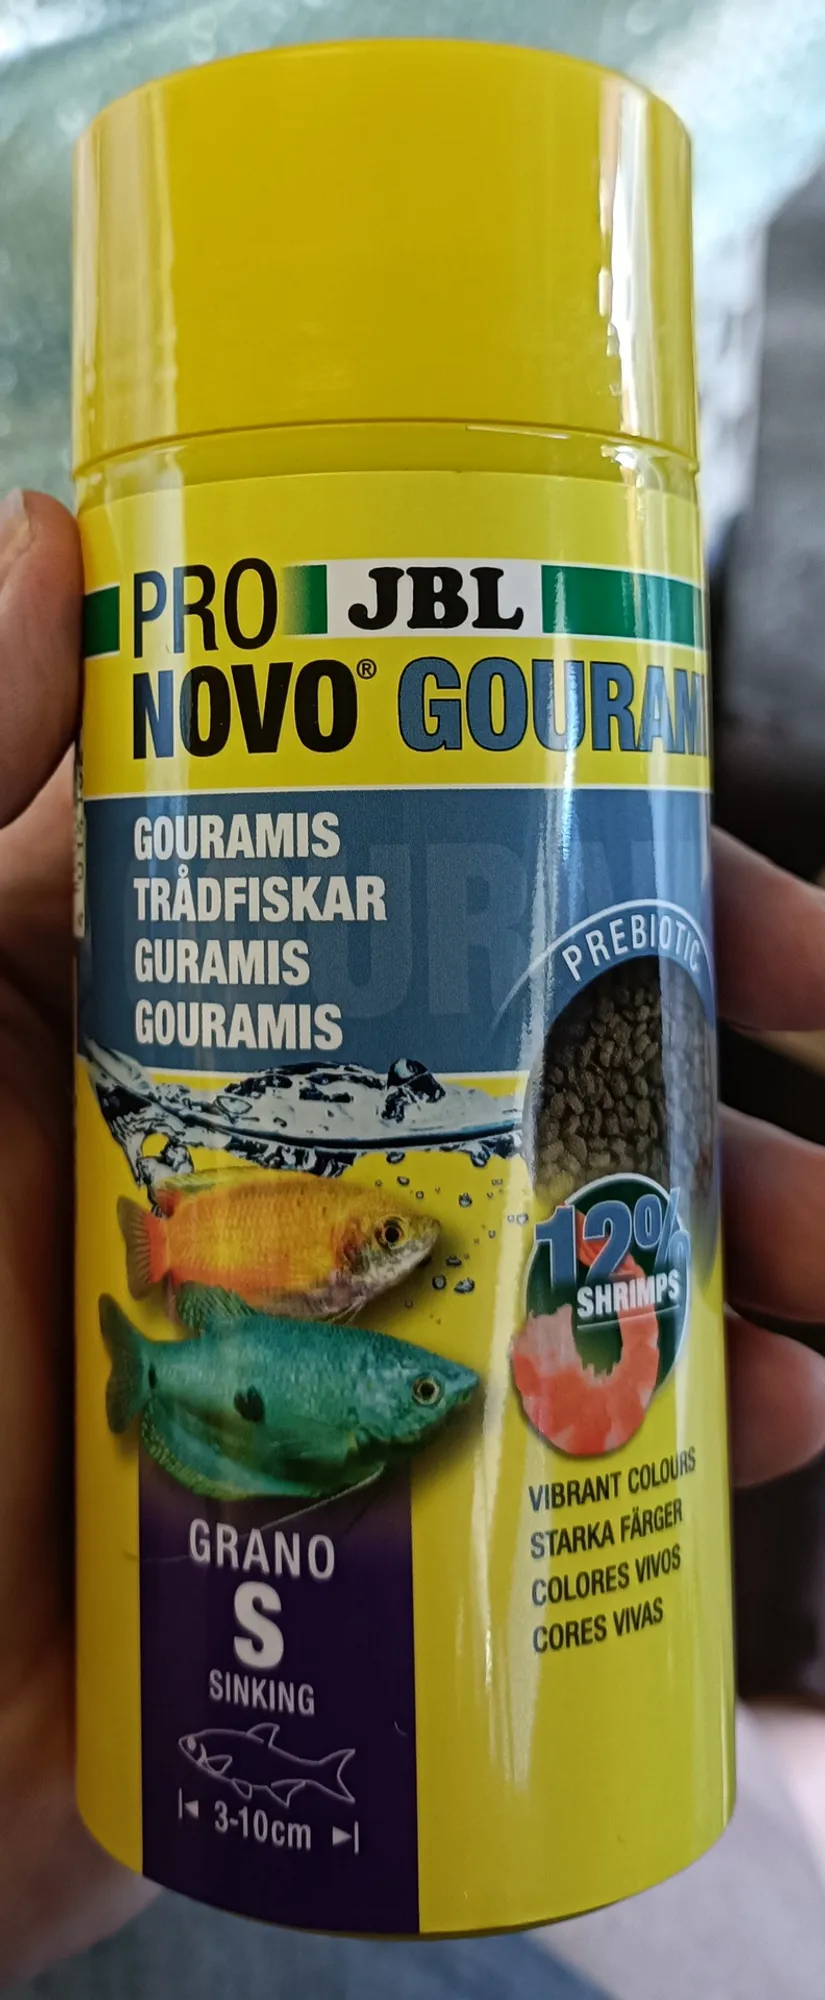 PRO JBL
NOVO® GOURAM
GOURAMIS
TRÅDFISKAR
GURAMIS
GOURAMIS
PREBIOTIC
12%
SHRIMPS
VIBRANT COLOURS
STARKA FÄRGER
COLORES VIVOS
CORES VIVAS
GRANO
S
SINKING
3-10cm